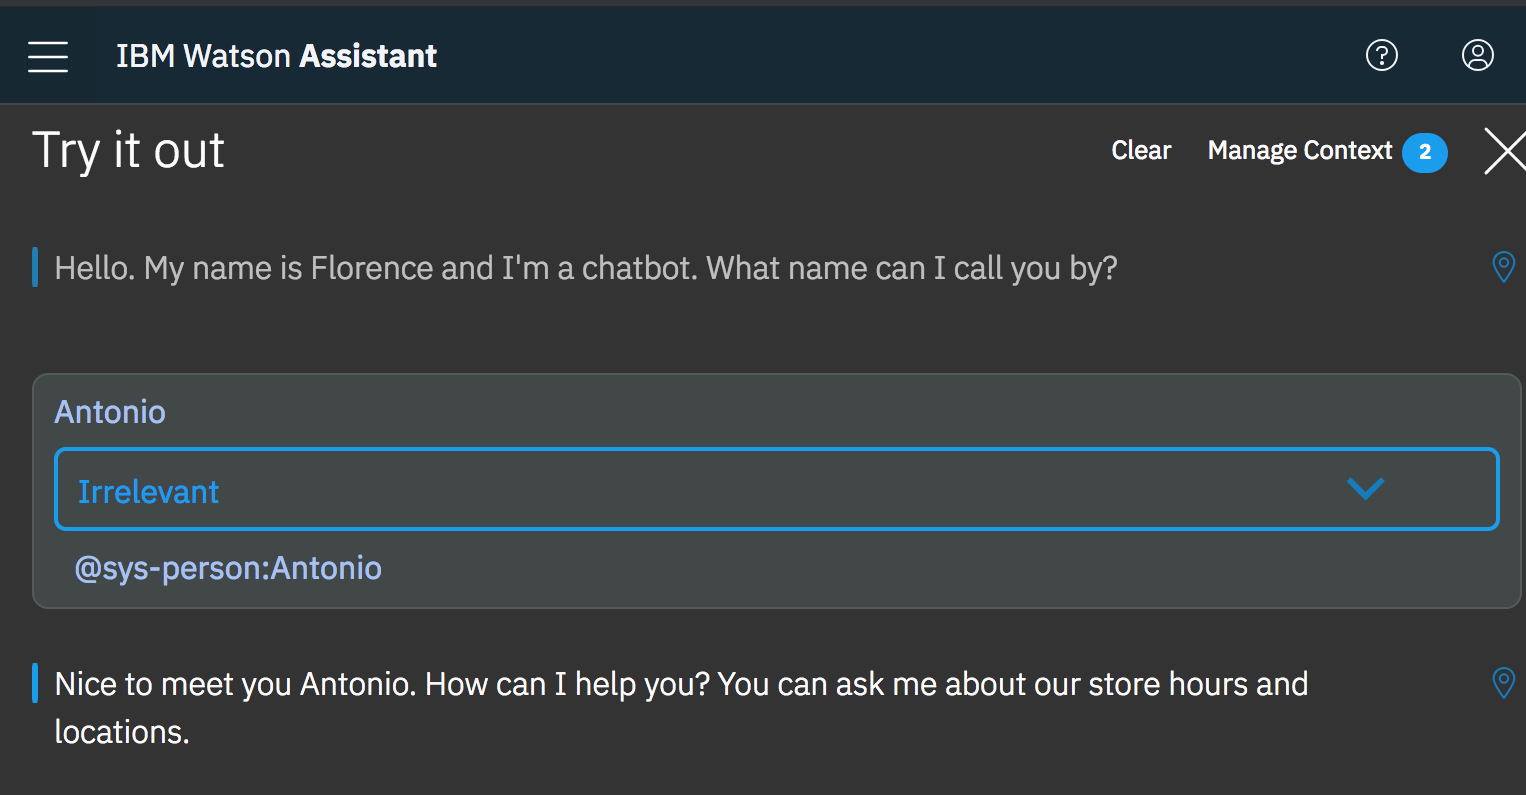 IBM Watson Assistant
Try it out
Clear Manage Context 2
Hello. My name is Florence and I'm a chatbot. What name can I call you by?
Antonio
Irrelevant
@sys-person:Antonio
Nice to meet you Antonio. How can I help you? You can ask me about our store hours and
locations.